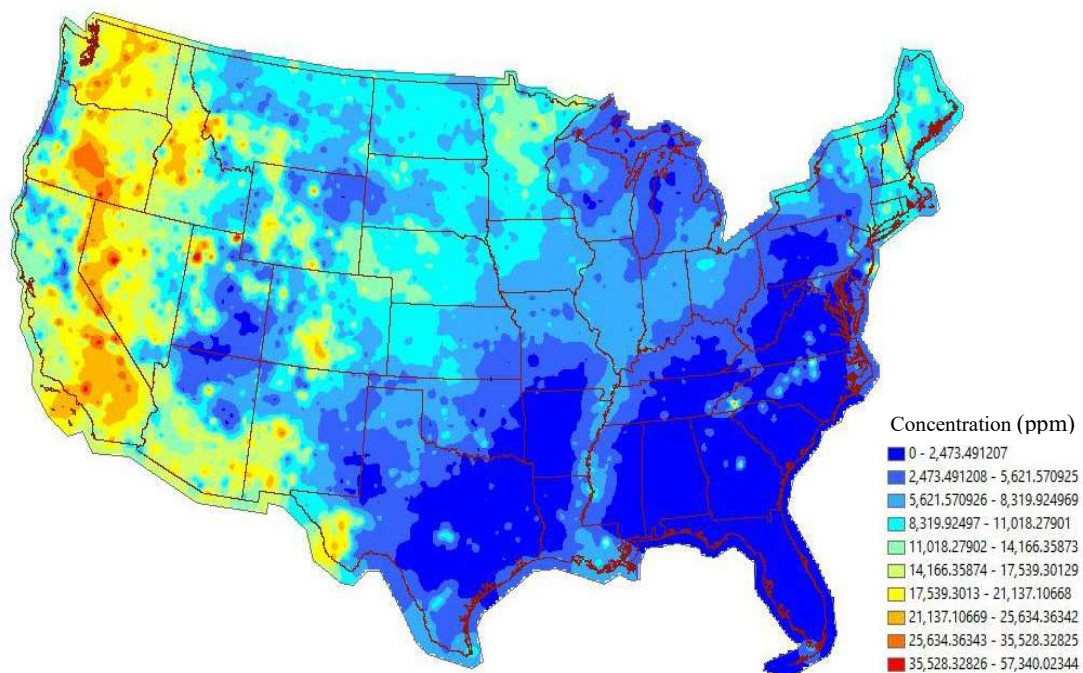 Concentration (ppm)
0 - 2,473.491207
2,473.491208 - 5,621.570925
5,621.570926 - 8,319.924969
8,319.92497 - 11,018.27901
11,018.27902 - 14,166.35873
14,166.35874 - 17,539.30129
17,539.3013 - 21,137.10668
21,137.10669 - 25,634.36342
25,634.36343 - 35,528.32825
35,528.32826 - 57,340.02344